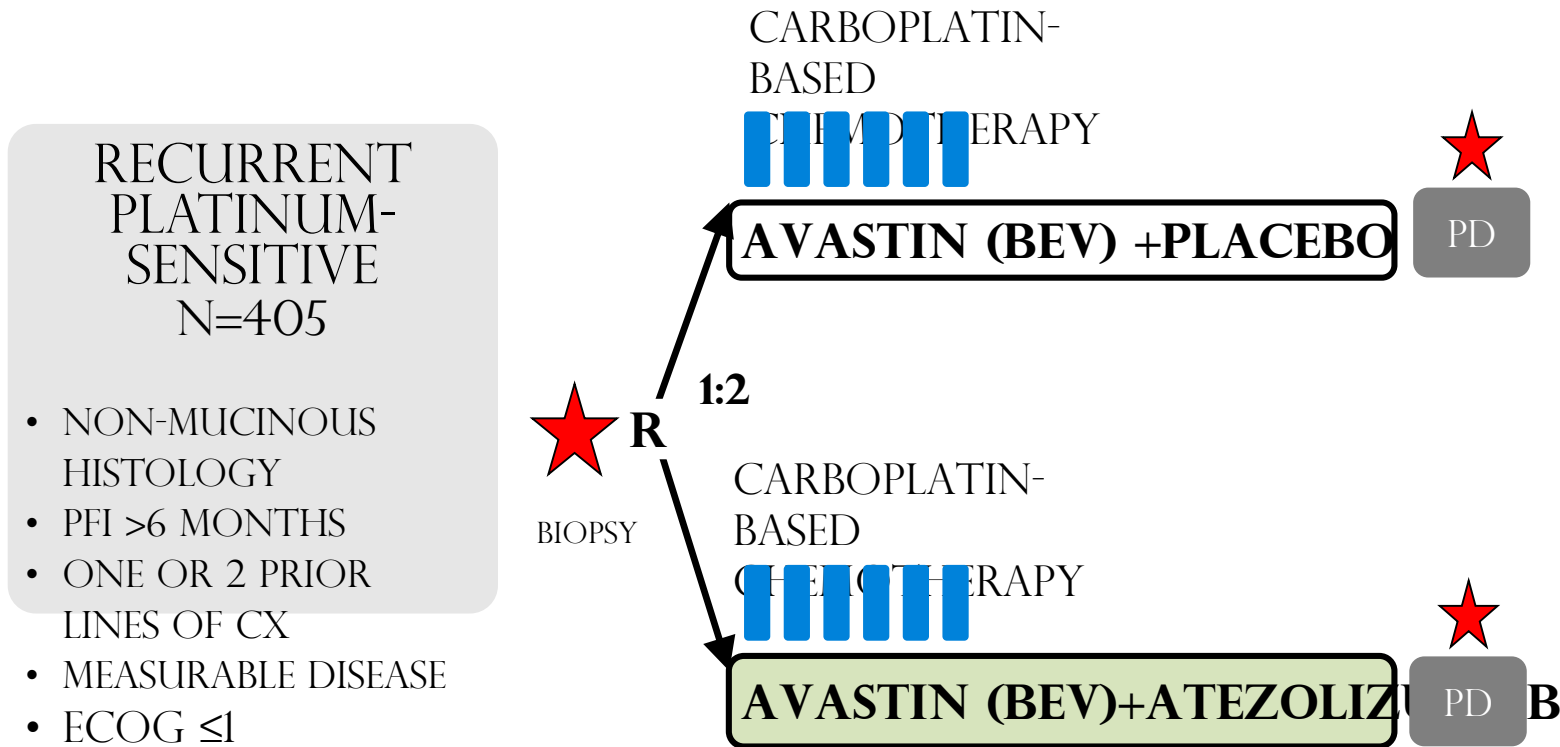 RECURRENT
PLATINUM-
SENSITIVE
N=405
• NON-MUCINOUS
HISTOLOGY
• PFI >6 MONTHS
• ONE OR 2 PRIOR
LINES OF CX
• MEASURABLE DISEASE
• ECOG ≤1
BIOPSY
R
1:2
CARBOPLATIN-
BASED
CHEMOTHERAPY
AVASTIN (BEV) +PLACEBO
PD
CARBOPLATIN-
BASED
CHEMOTHERAPY
AVASTIN (BEV)+ATEZOLIZUMAB
PD